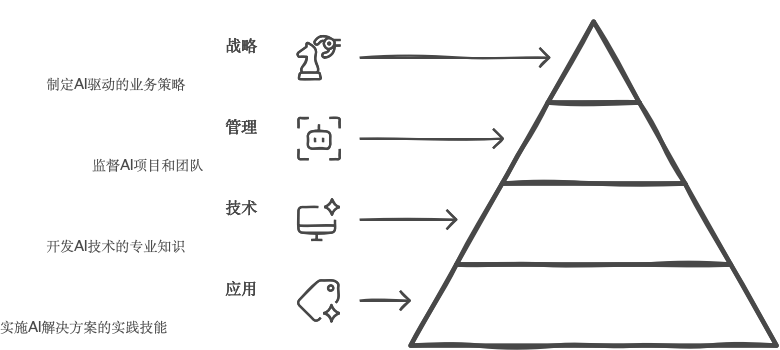 战略
制定AI驱动的业务策略
管理
监督AI项目和团队
技术
开发AI技术的专业知识
应用
实施AI解决方案的实践技能